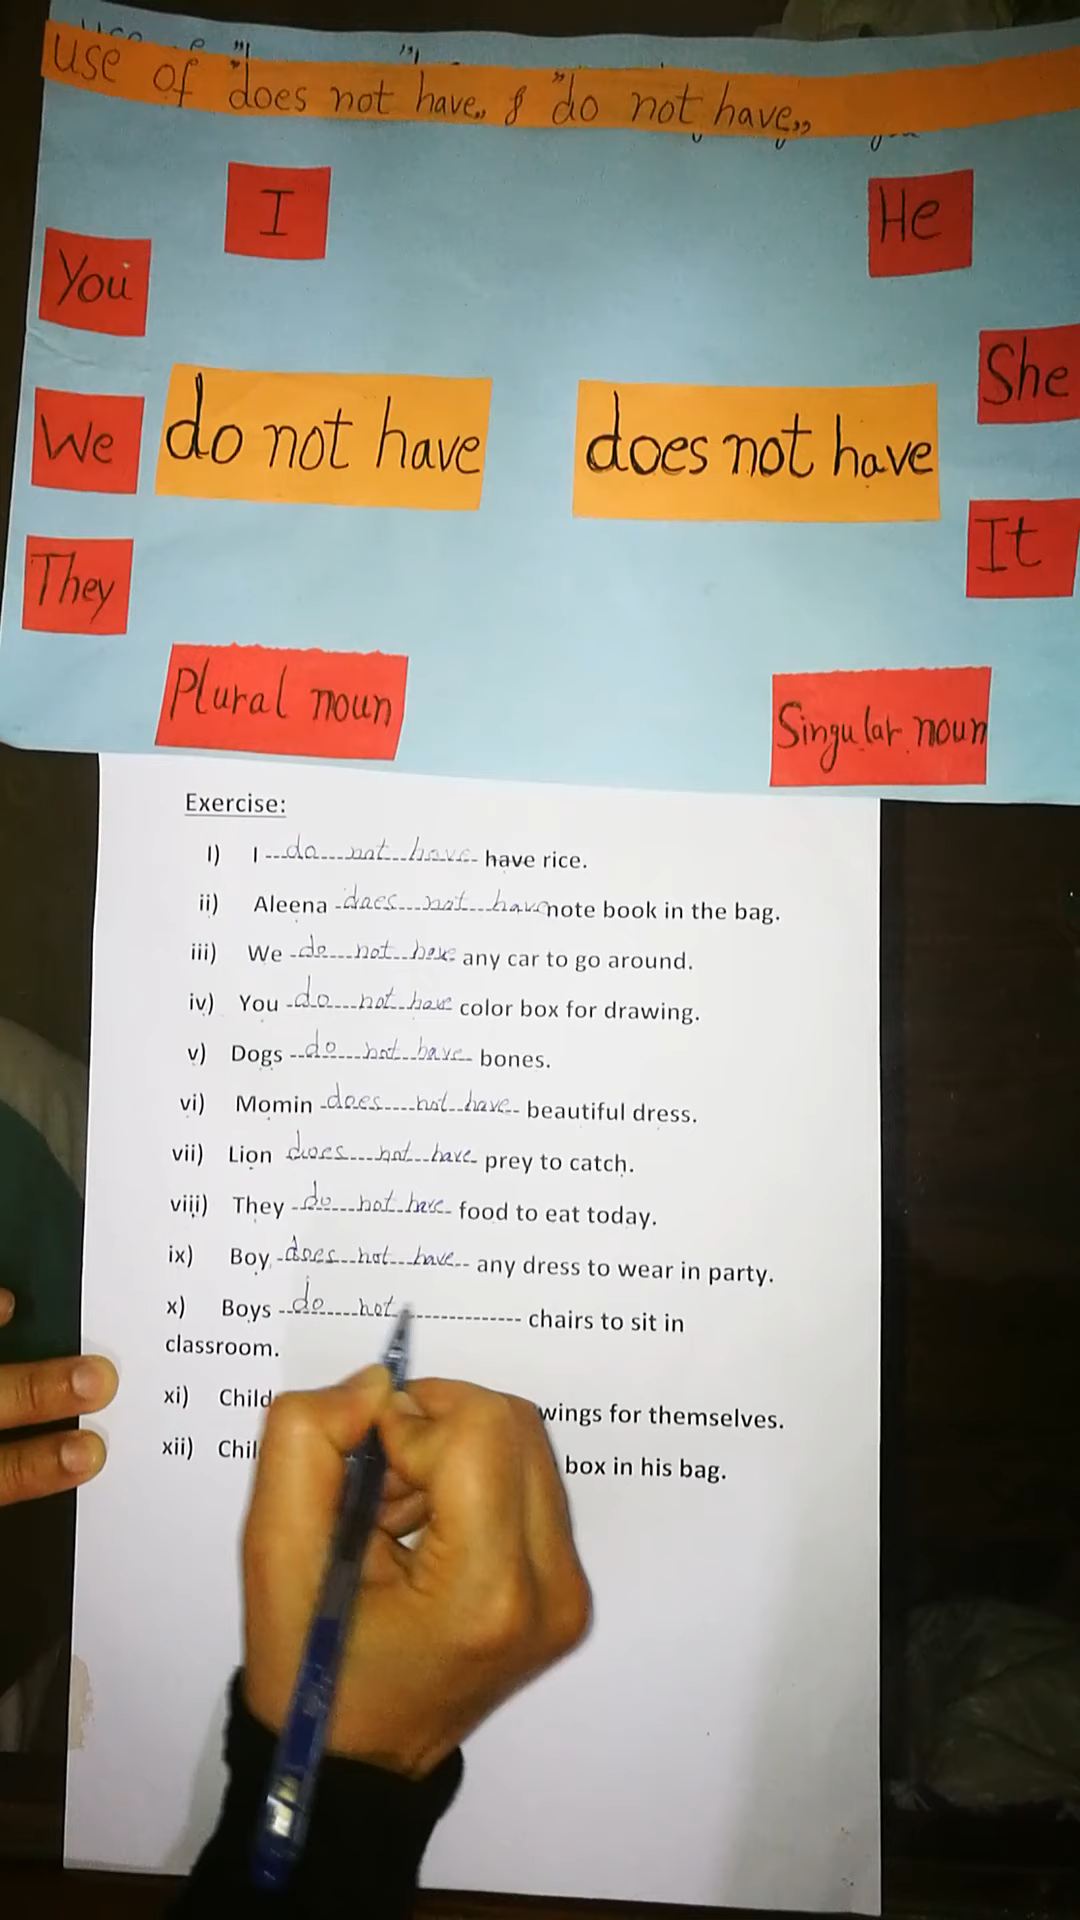 use of "does not have„ & "do not have„
I
He
You
She
We
do not have
does not have
It
They
Plural noun
Singular noun
Exercise:
I) I do not have have rice.
ii) Aleena does not have note book in the bag.
iii) We do not have any car to go around.
iv) You do not have color box for drawing.
v) Dogs do not have bones.
vi) Momin does not have beautiful dress.
vii) Lion does not have prey to catch.
viii) They do not have food to eat today.
ix) Boy does not have any dress to wear in party.
x) Boys do not chairs to sit in
classroom.
xi) for themselves.
xii) box in his bag.